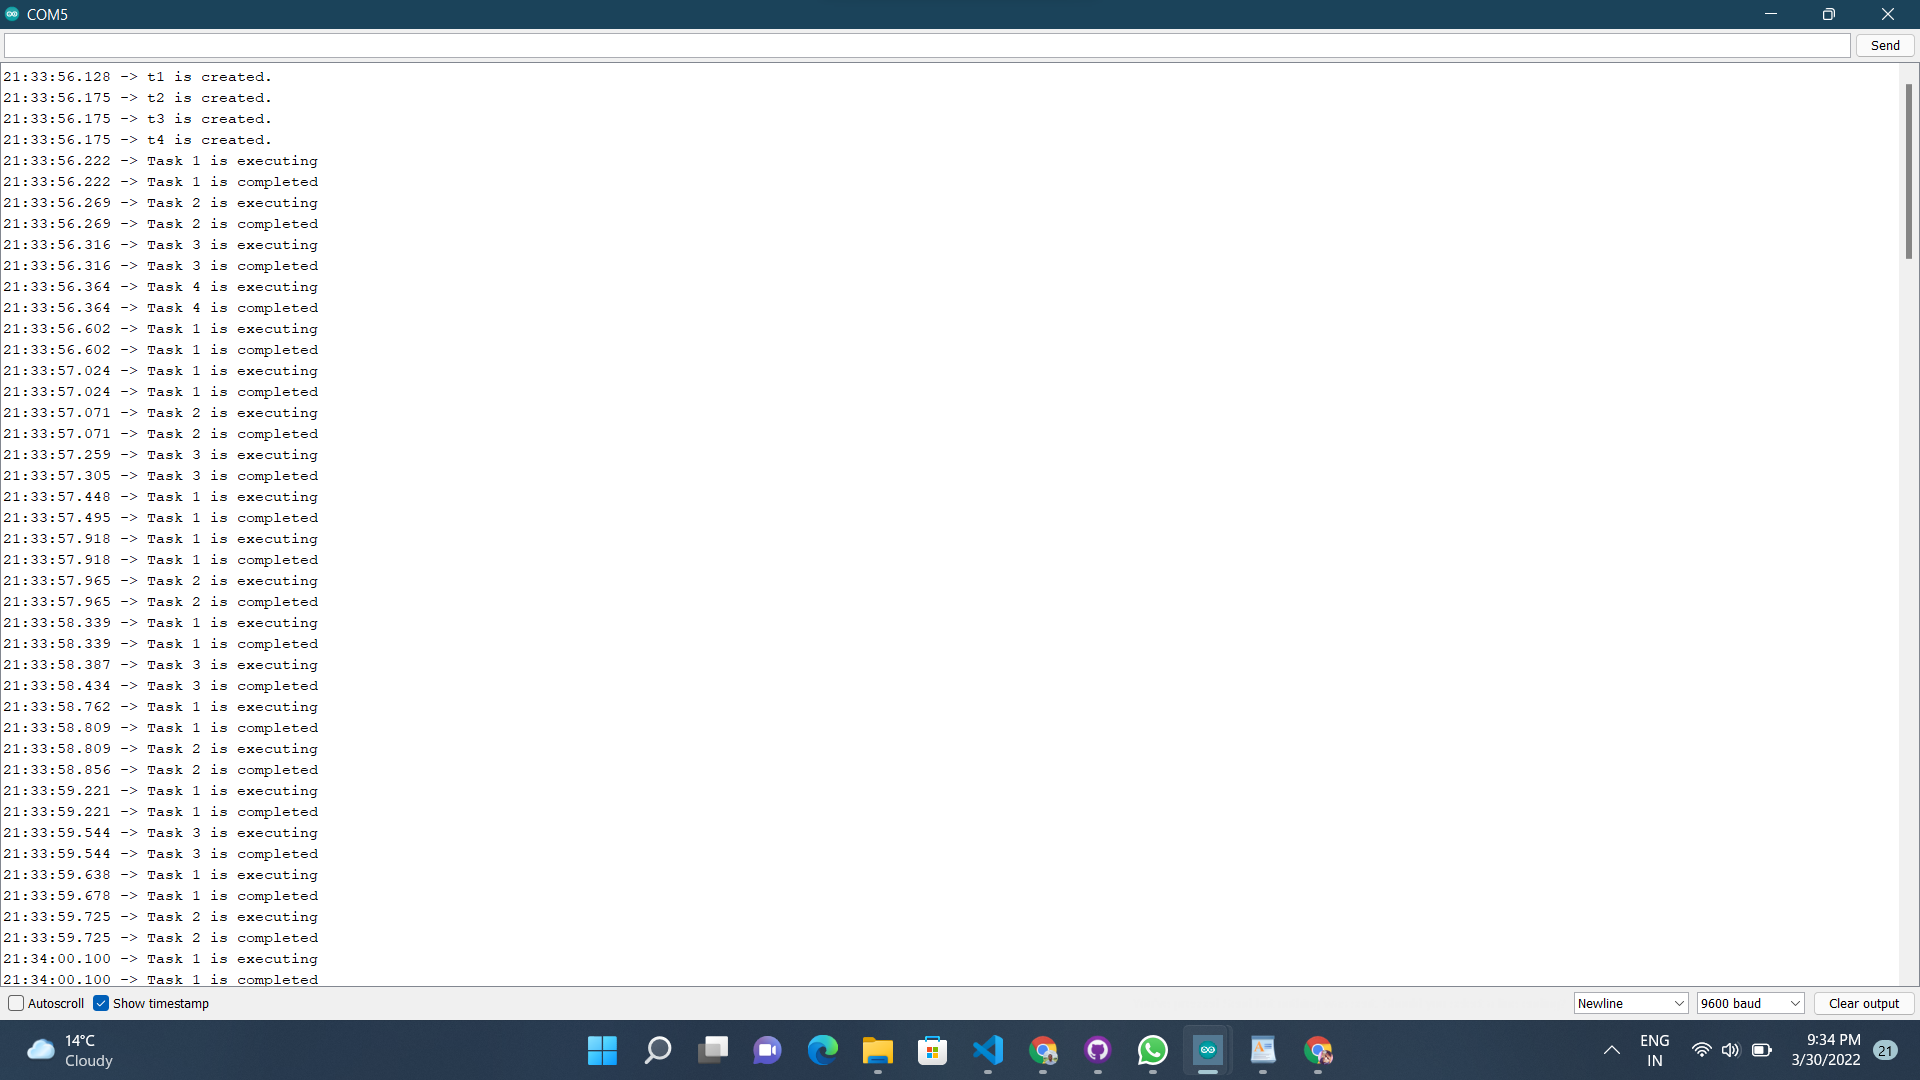 COM5
Send
21:33:56.128 -> t1 is created.
21:33:56.175 -> t2 is created.
21:33:56.175 -> t3 is created.
21:33:56.175 -> t4 is created.
21:33:56.222 -> Task 1 is executing
21:33:56.222 -> Task 1 is completed
21:33:56.269 -> Task 2 is executing
21:33:56.269 -> Task 2 is completed
21:33:56.316 -> Task 3 is executing
21:33:56.316 -> Task 3 is completed
21:33:56.364 -> Task 4 is executing
21:33:56.364 -> Task 4 is completed
21:33:56.602 -> Task 1 is executing
21:33:56.602 -> Task 1 is completed
21:33:57.024 -> Task 1 is executing
21:33:57.024 -> Task 1 is completed
21:33:57.071 -> Task 2 is executing
21:33:57.071 -> Task 2 is completed
21:33:57.259 -> Task 3 is executing
21:33:57.305 -> Task 3 is completed
21:33:57.448 -> Task 1 is executing
21:33:57.495 -> Task 1 is completed
21:33:57.918 -> Task 1 is executing
21:33:57.918 -> Task 1 is completed
21:33:57.965 -> Task 2 is executing
21:33:57.965 -> Task 2 is completed
21:33:58.339 -> Task 1 is executing
21:33:58.339 -> Task 1 is completed
21:33:58.387 -> Task 3 is executing
21:33:58.434 -> Task 3 is completed
21:33:58.762 -> Task 1 is executing
21:33:58.809 -> Task 1 is completed
21:33:58.809 -> Task 2 is executing
21:33:58.856 -> Task 2 is completed
21:33:59.221 -> Task 1 is executing
21:33:59.221 -> Task 1 is completed
21:33:59.544 -> Task 3 is executing
21:33:59.544 -> Task 3 is completed
21:33:59.638 -> Task 1 is executing
21:33:59.678 -> Task 1 is completed
21:33:59.725 -> Task 2 is executing
21:33:59.725 -> Task 2 is completed
21:34:00.100 -> Task 1 is executing
21:34:00.100 -> Task 1 is completed
Autoscroll Show timestamp Newline 9600 baud Clear output
14°C
Cloudy
ENG
IN
9:34 PM
3/30/2022
21